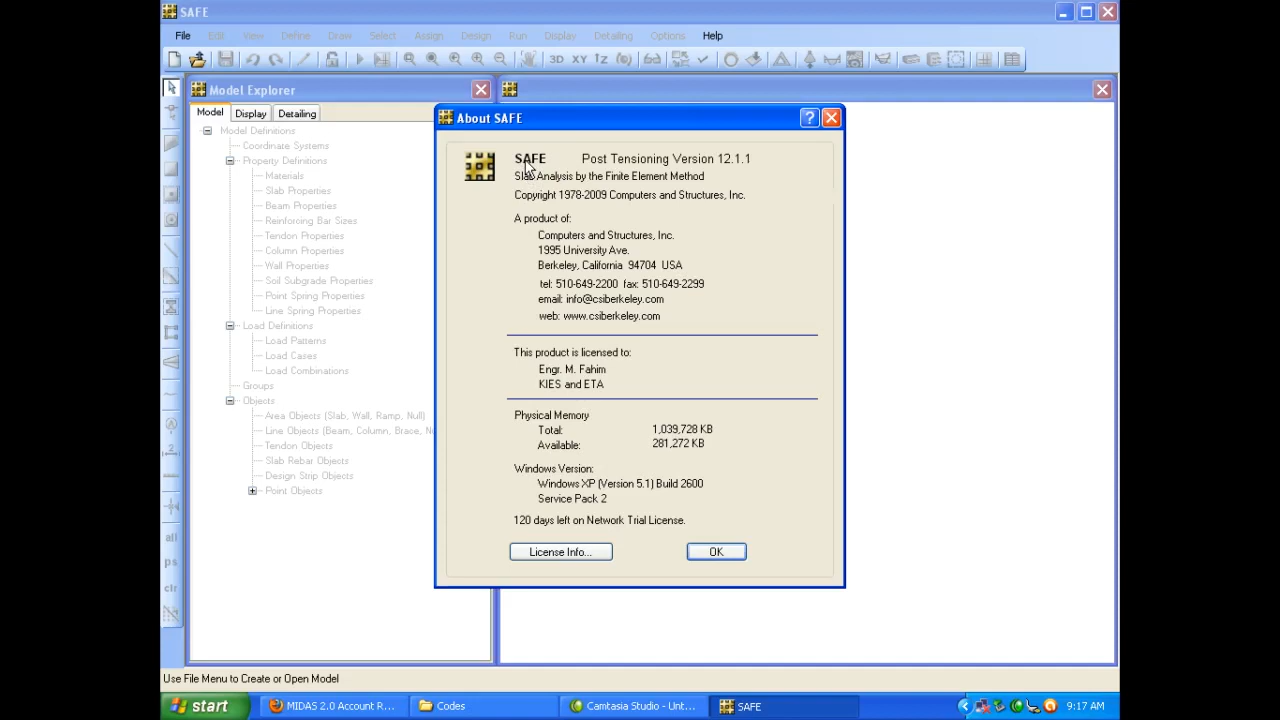 SAFE
File Edit View Define Draw Select Assign Design Run Display Detailing Options Help
3D XY
Model Explorer
Model Display Detailing
Model Definitions
Coordinate Systems
Property Definitions
Materials
Slab Properties
Beam Properties
Reinforcing Bar Sizes
Tendon Properties
Column Properties
Wall Properties
Soil Subgrade Properties
Point Spring Properties
Line Spring Properties
Load Definitions
Load Patterns
Load Cases
Load Combinations
Groups
Objects
Area Objects (Slab, Wall, Ramp, Null)
Line Objects (Beam, Column, Brace, Nu
Tendon Objects
Slab Rebar Objects
Design Strip Objects
Point Objects
all
ps
clr
About SAFE
SAFE Post Tensioning Version 12.1.1
Slab Analysis by the Finite Element Method
Copyright 1978-2009 Computers and Structures, Inc.
A product of:
Computers and Structures, Inc.
1995 University Ave.
Berkeley, California 94704 USA
tel: 510-649-2200 fax: 510-649-2299
email: info@csiberkeley.com
web: www.csiberkeley.com
This product is licensed to:
Engr. M. Fahim
KIES and ETA
Physical Memory
Total: 1,039,728 KB
Available: 281,272 KB
Windows Version:
Windows XP (Version 5.1) Build 2600
Service Pack 2
120 days left on Network Trial License.
License Info... OK
Use File Menu to Create or Open Model
start MIDAS 2.0 Account R... Codes Camtasia Studio - Unt... SAFE 9:17 AM